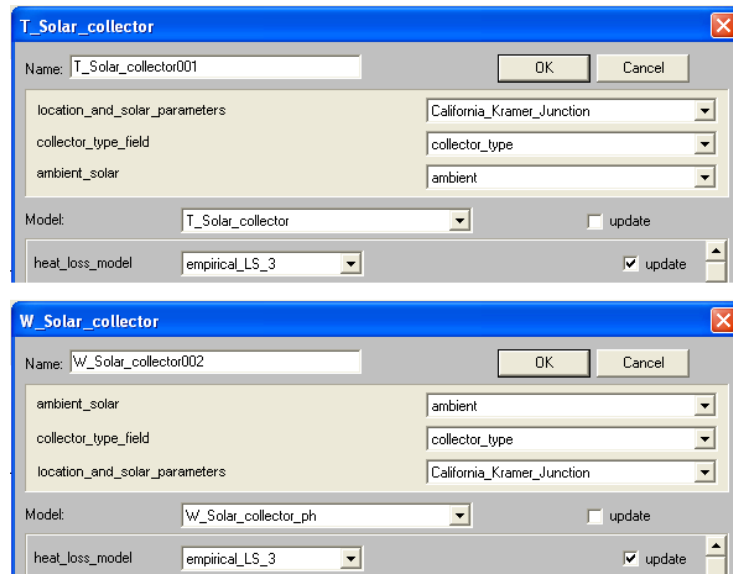 T_Solar_collector
Name: T_Solar_collector001 OK Cancel
location_and_solar_parameters California_Kramer_Junction
collector_type_field collector_type
ambient_solar ambient
Model: T_Solar_collector update
heat_loss_model empirical_LS_3 update
W_Solar_collector
Name: W_Solar_collector002 OK Cancel
ambient_solar ambient
collector_type_field collector_type
location_and_solar_parameters California_Kramer_Junction
Model: W_Solar_collector_ph update
heat_loss_model empirical_LS_3 update